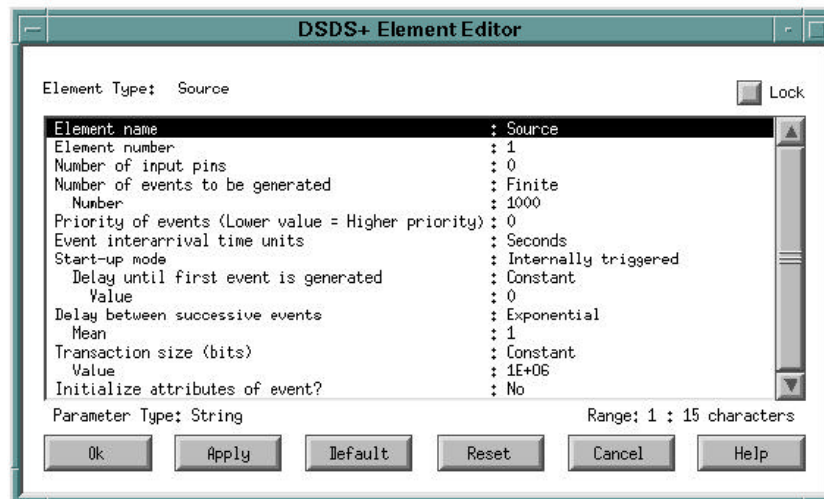 DSDS+ Element Editor
Element Type: Source
Lock
Element name : Source
Element number : 1
Number of input pins : 0
Number of events to be generated : Finite
Number : 1000
Priority of events (Lower value = Higher priority) : 0
Event interarrival time units : Seconds
Start-up mode : Internally triggered
Delay until first event is generated : Constant
Value : 0
Delay between successive events : Exponential
Mean : 1
Transaction size (bits) : Constant
Value : 1E+06
Initialize attributes of event? : No
Parameter Type: String Range: 1 : 15 characters
Ok Apply Default Reset Cancel Help